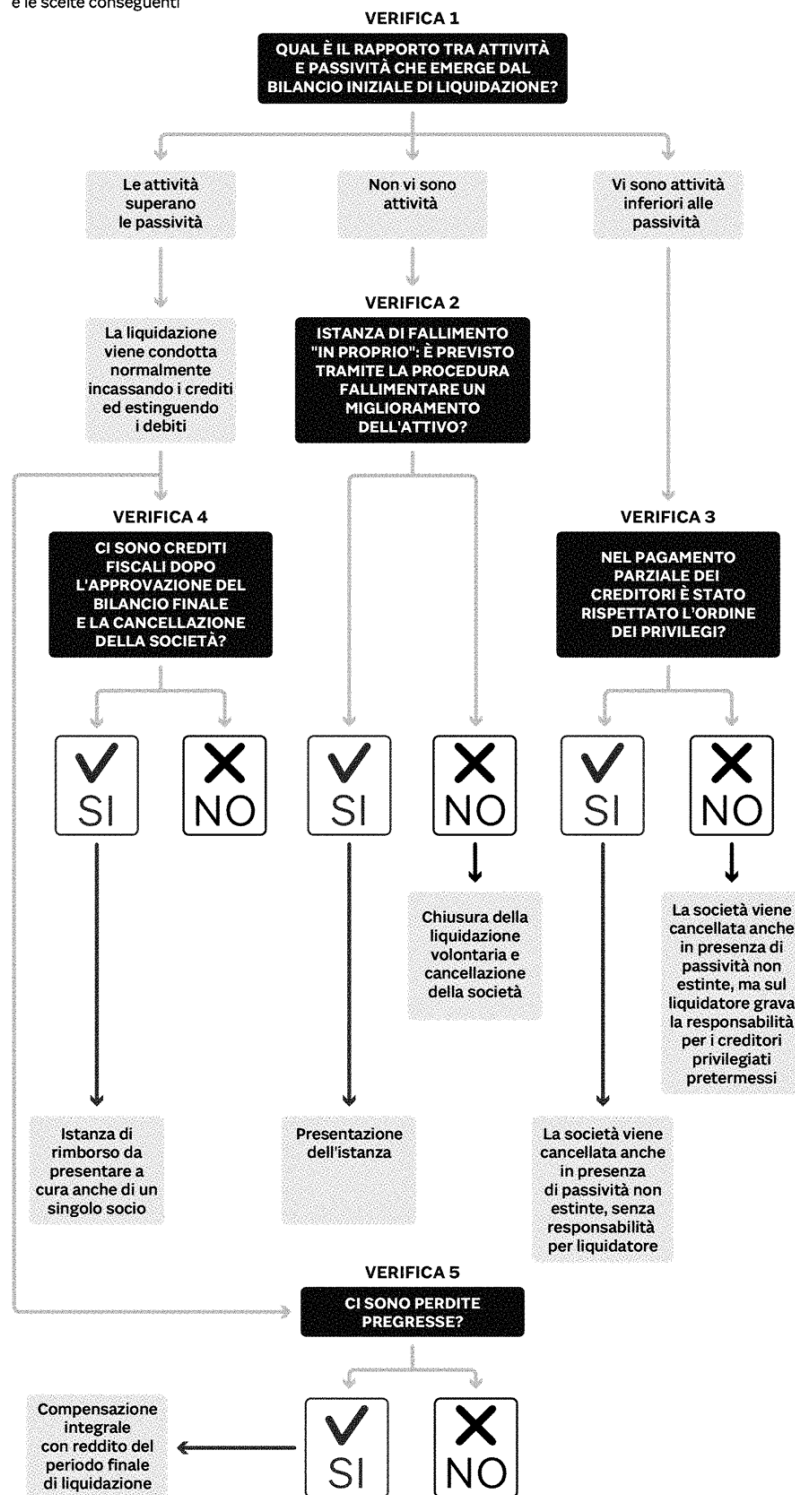 e le scelte conseguenti
VERIFICA 1
QUAL È IL RAPPORTO TRA ATTIVITÀ
E PASSIVITÀ CHE EMERGE DAL
BILANCIO INIZIALE DI LIQUIDAZIONE?
Le attività
superano
le passività
Non vi sono
attività
Vi sono attività
inferiori alle
passività
La liquidazione
viene condotta
normalmente
incassando i crediti
ed estinguendo
i debiti
VERIFICA 2
ISTANZA DI FALLIMENTO
"IN PROPRIO": È PREVISTO
TRAMITE LA PROCEDURA
FALLIMENTARE UN
MIGLIORAMENTO
DELL'ATTIVO?
VERIFICA 4
CI SONO CREDITI
FISCALI DOPO
L'APPROVAZIONE DEL
BILANCIO FINALE
E LA CANCELLAZIONE
DELLA SOCIETÀ?
VERIFICA 3
NEL PAGAMENTO
PARZIALE DEI
CREDITORI È STATO
RISPETTATO L'ORDINE
DEI PRIVILEGI?
SI
NO
SI
NO
SI
NO
Chiusura della
liquidazione
volontaria e
cancellazione
della società
La società viene
cancellata anche
in presenza di
passività non
estinte, ma sul
liquidatore grava
la responsabilità
per i creditori
privilegiati
pretermessi
Istanza di
rimborso da
presentare a
cura anche di un
singolo socio
Presentazione
dell'istanza
La società viene
cancellata anche
in presenza
di passività non
estinte, senza
responsabilità
per liquidatore
VERIFICA 5
CI SONO PERDITE
PREGRESSE?
Compensazione
integrale
con reddito del
periodo finale
di liquidazione
SI
NO